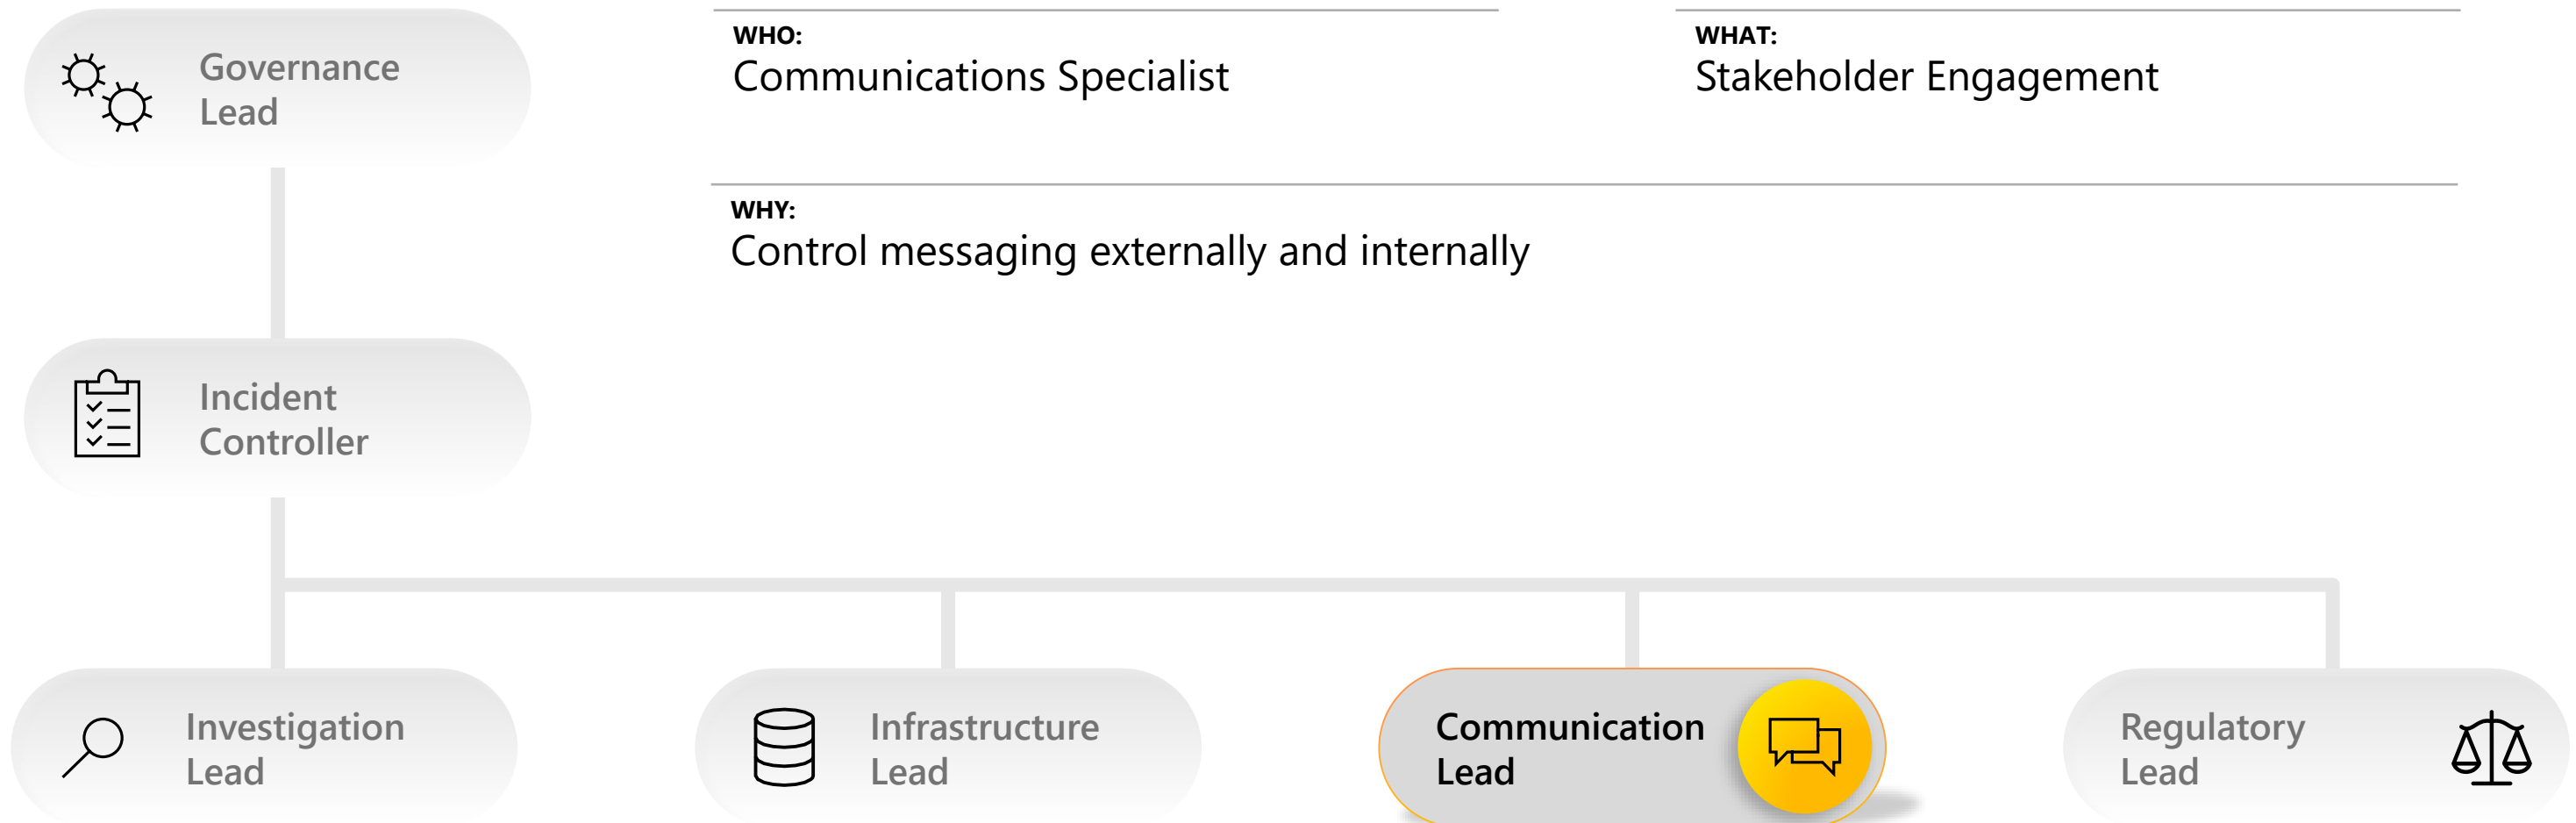 Governance
Lead
WHO:
Communications Specialist
WHAT:
Stakeholder Engagement
WHY:
Control messaging externally and internally
Incident
Controller
Investigation
Lead
Infrastructure
Lead
Communication
Lead
Regulatory
Lead